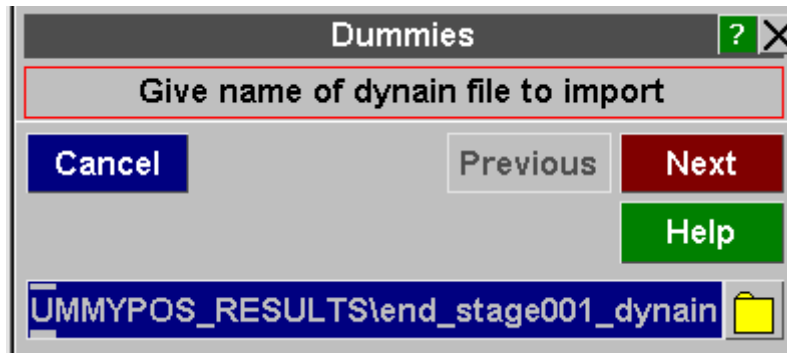 Dummies ?
Give name of dynain file to import
Cancel Previous Next
Help
UMMYPOS_RESULTS\end_stage001_dynain